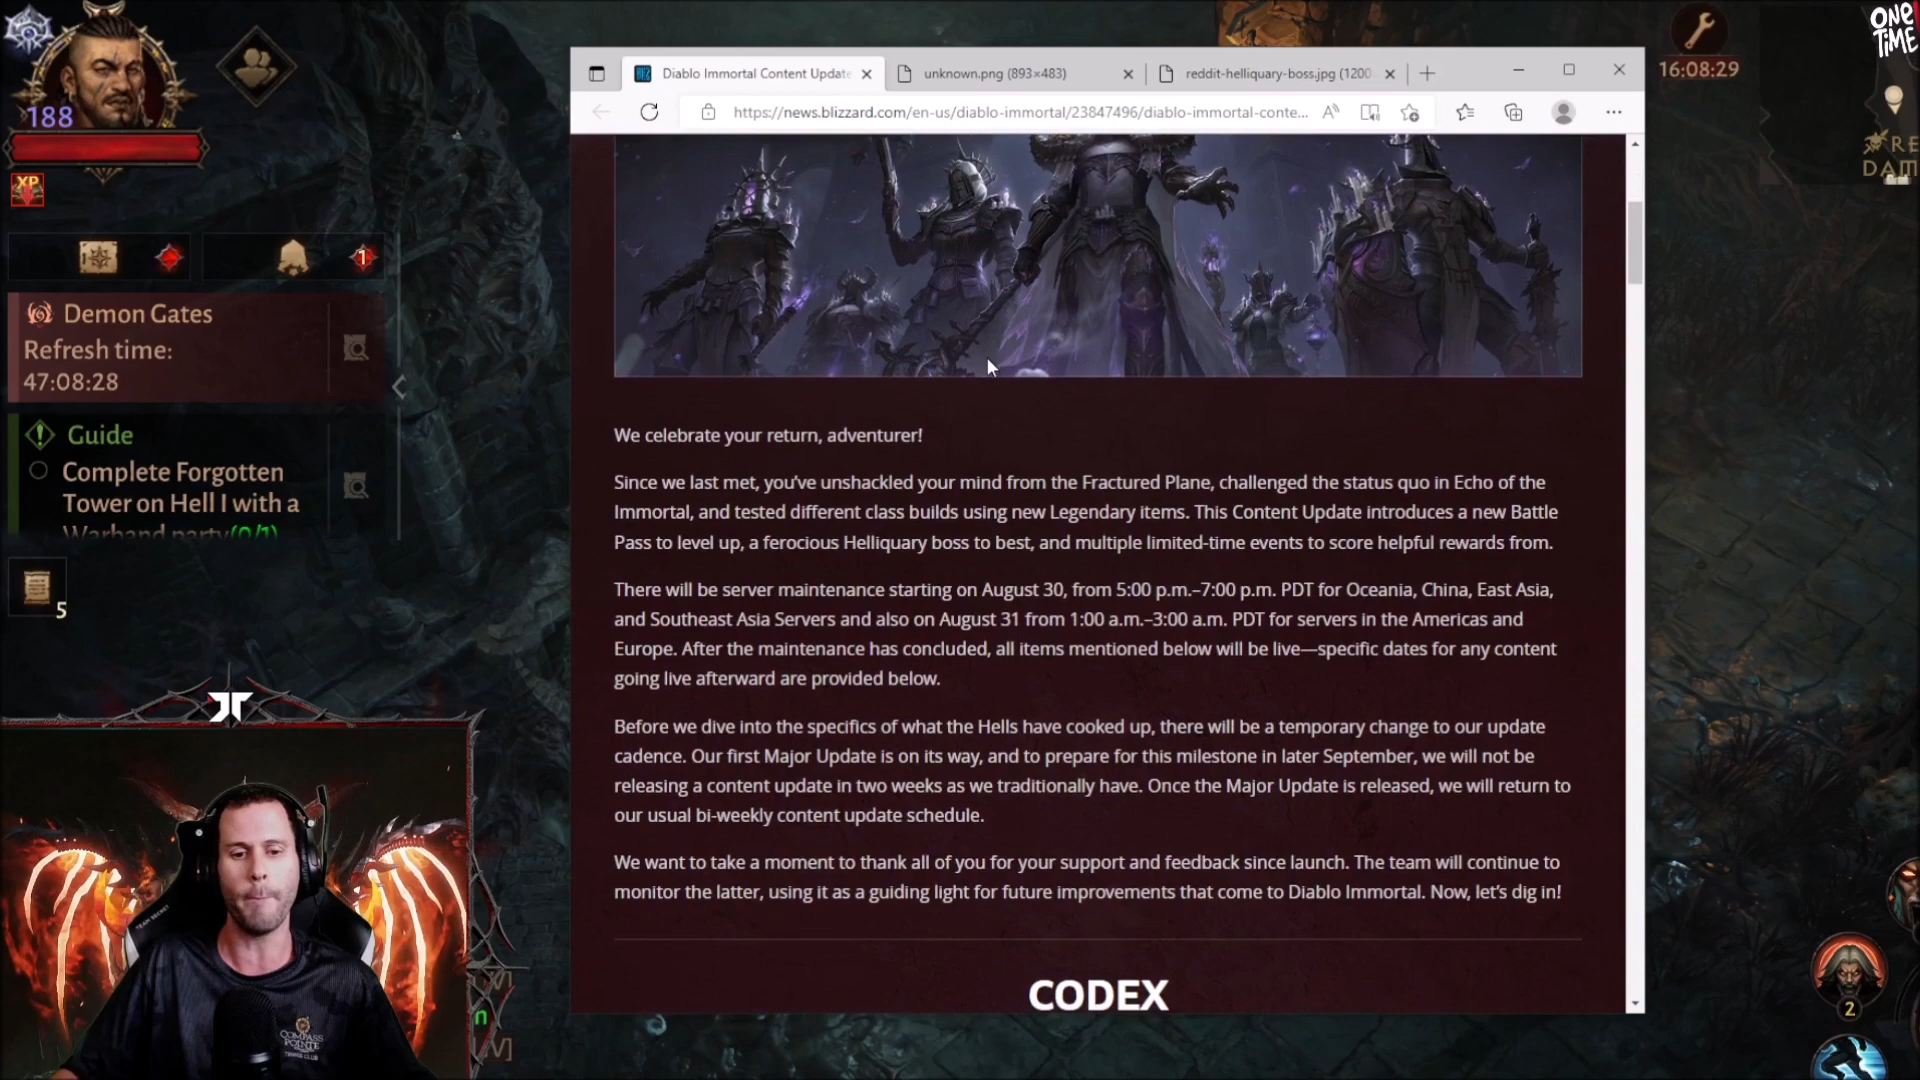 188
XP
1
Demon Gates
Refresh time:
47:08:28
Guide
Complete Forgotten
Tower on Hell I with a
Warband party(0/1)
5
Diablo Immortal Content Update
unknown.png (893×483)
reddit-helliquary-boss.jpg (1200
https://news.blizzard.com/en-us/diablo-immortal/23847496/diablo-immortal-conte...
We celebrate your return, adventurer!
Since we last met, you've unshackled your mind from the Fractured Plane, challenged the status quo in Echo of the
Immortal, and tested different class builds using new Legendary items. This Content Update introduces a new Battle
Pass to level up, a ferocious Helliquary boss to best, and multiple limited-time events to score helpful rewards from.
There will be server maintenance starting on August 30, from 5:00 p.m.–7:00 p.m. PDT for Oceania, China, East Asia,
and Southeast Asia Servers and also on August 31 from 1:00 a.m.–3:00 a.m. PDT for servers in the Americas and
Europe. After the maintenance has concluded, all items mentioned below will be live—specific dates for any content
going live afterward are provided below.
Before we dive into the specifics of what the Hells have cooked up, there will be a temporary change to our update
cadence. Our first Major Update is on its way, and to prepare for this milestone in later September, we will not be
releasing a content update in two weeks as we traditionally have. Once the Major Update is released, we will return to
our usual bi-weekly content update schedule.
We want to take a moment to thank all of you for your support and feedback since launch. The team will continue to
monitor the latter, using it as a guiding light for future improvements that come to Diablo Immortal. Now, let's dig in!
CODEX
ONE
TIME
16:08:29
RE
DAM
2
COMPASS
POINTE
TENNIS CLUB
TEAM SECRET
n